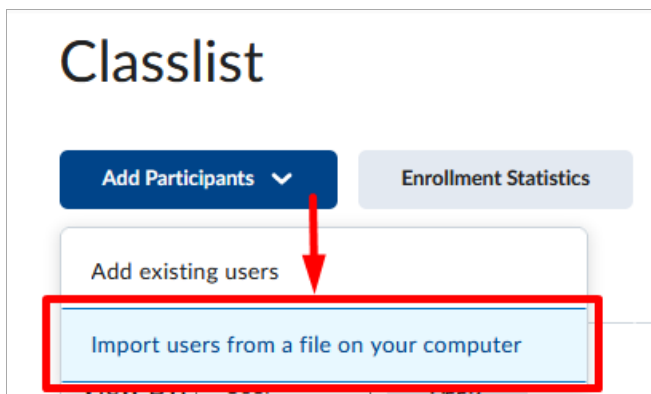 Classlist
Add Participants
Enrollment Statistics
Add existing users
Import users from a file on your computer